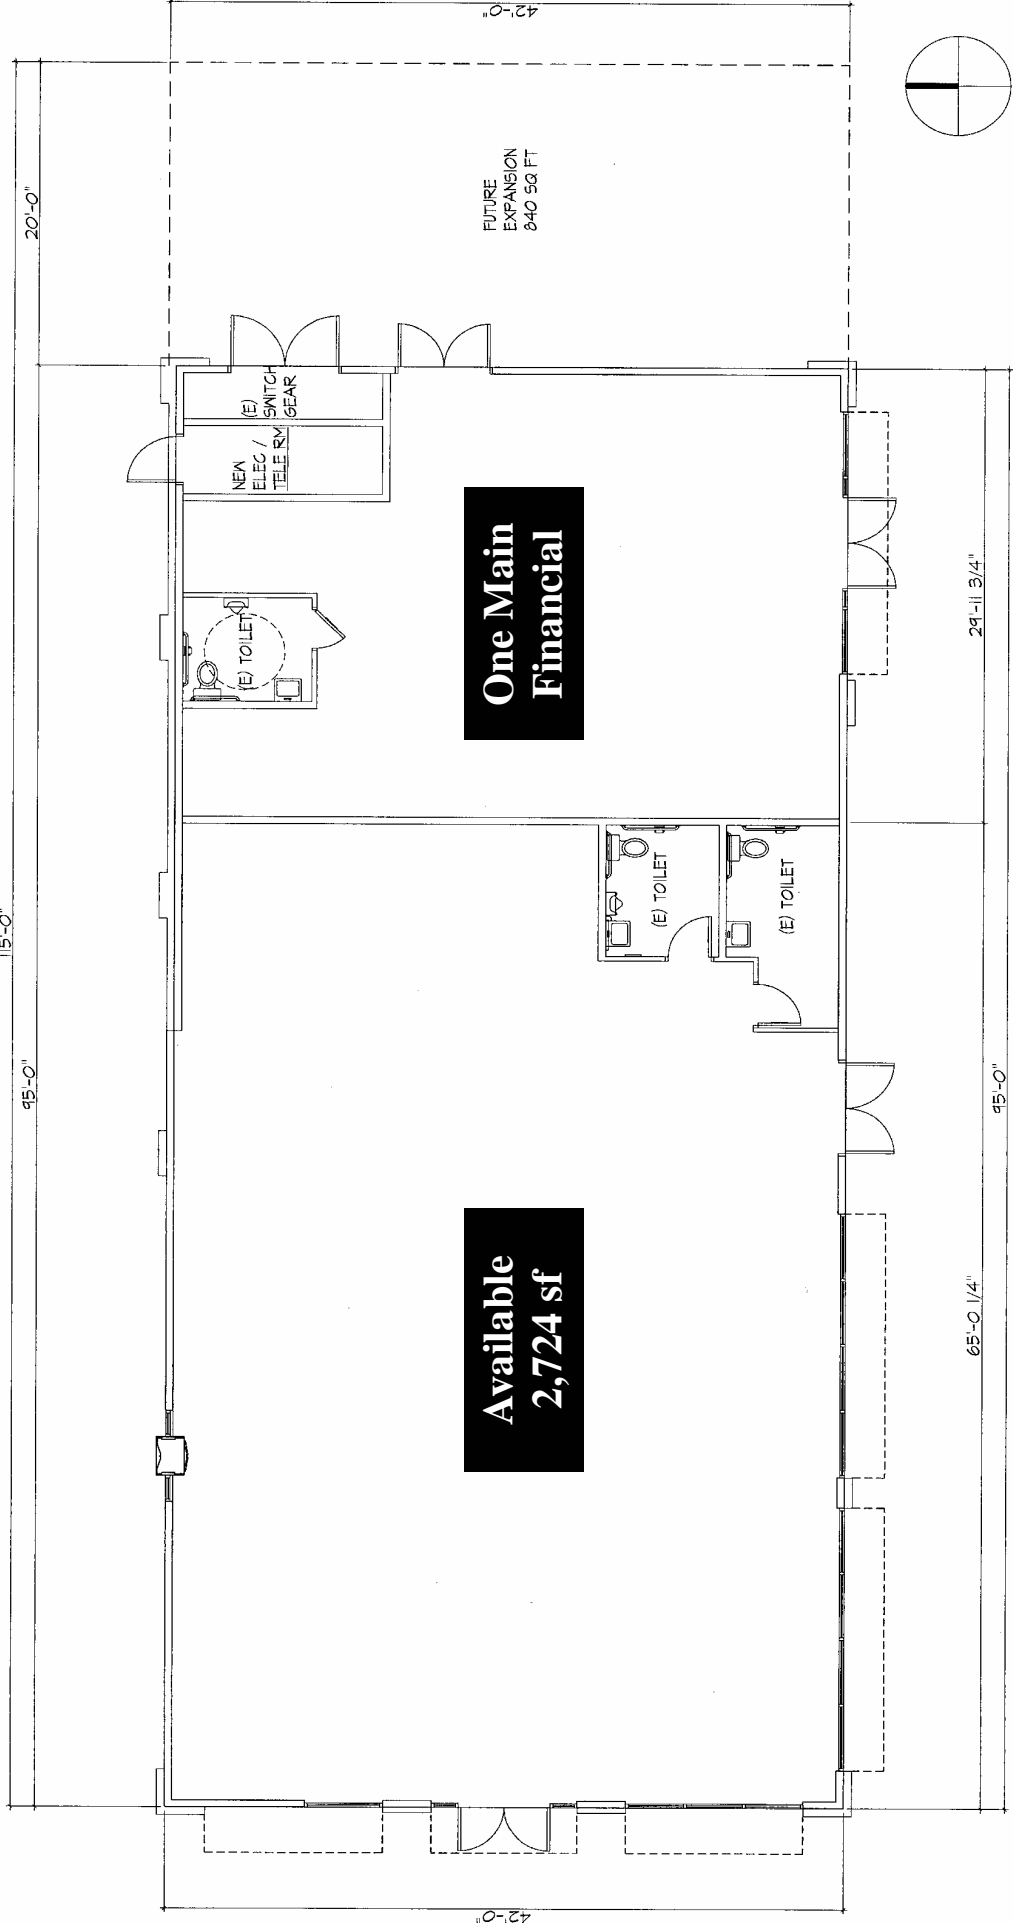 42'-0"
20'-0"
FUTURE
EXPANSION
840 SQ FT
(E)
SWITCH
GEAR
NEW
ELEC /
TELE RM
One Main
Financial
29'-11 3/4"
(E) TOILET
(E) TOILET
(E) TOILET
115'-0"
95'-0"
95'-0"
Available
2,724 sf
65'-0 1/4"
42'-0"